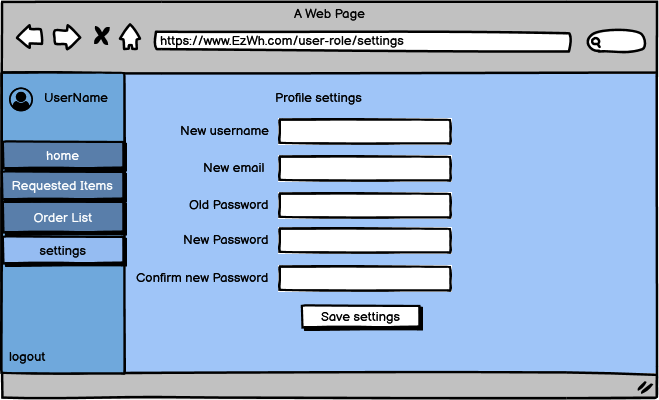 A Web Page
https://www.EzWh.com/user-role/settings
UserName
home
Requested Items
Order List
settings
logout
Profile settings
New username
New email
Old Password
New Password
Confirm new Password
Save settings